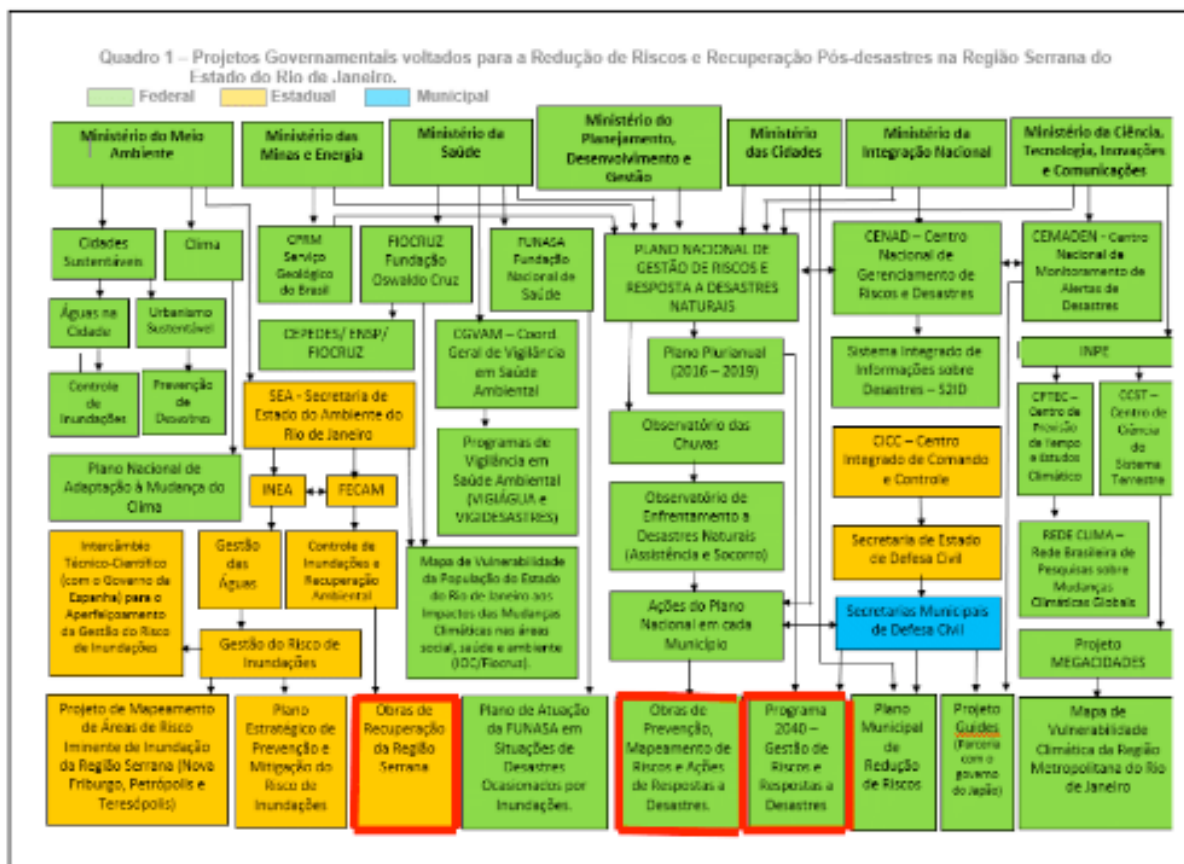 Quadro 1 – Projetos Governamentais voltados para a Redução de Riscos e Recuperação Pós-desastres na Região Serrana do
Estado do Rio de Janeiro.
Federal
Estadual
Municipal
Ministério do Meio
Ambiente
Ministério das
Minas e Energia
Ministério da
Saúde
Ministério do
Planejamento,
Desenvolvimento e
Gestão
Ministério
das Cidades
Ministério da
Integração Nacional
Ministério da Ciência,
Tecnologia, Inovações
e Comunicações
Cidades
Sustentáveis
Clima
CPRM
Serviço
Geológico
do Brasil
FIOCRUZ
Fundação
Oswaldo Cruz
FUNASA
Fundação
Nacional de
Saúde
PLANO NACIONAL DE
GESTÃO DE RISCOS E
RESPOSTA A DESASTRES
NATURAIS
CENAD – Centro
Nacional de
Gerenciamento de
Riscos e Desastres
CEMADEN - Centro
Nacional de
Monitoramento de
Alertas de
Desastres
Águas na
Cidade
Urbanismo
Sustentável
CEPEDES/ ENSP/
FIOCRUZ
CGVAM – Coord
Geral de Vigilância
em Saúde
Ambiental
Plano Plurianual
(2016 – 2019)
Sistema Integrado de
Informações sobre
Desastres – S2ID
INPE
Controle
de
Inundações
Prevenção
de
Desastres
SEA - Secretaria de
Estado do Ambiente do
Rio de Janeiro
Observatório das
Chuvas
CICC – Centro
Integrado de Comando
e Controle
CPTEC –
Centro de
Previsão
de Tempo
e Estudos
Climático
CCST –
Centro de
Ciência
do
Sistema
Terrestre
Plano Nacional de
Adaptação à Mudança do
Clima
INEA
FECAM
Programas de
Vigilância em
Saúde Ambiental
(VIGIÁGUA e
VIGIDESASTRES)
Observatório de
Enfrentamento a
Desastres Naturais
(Assistência e Socorro)
Secretaria de Estado
de Defesa Civil
REDE CLIMA –
Rede Brasileira de
Pesquisas sobre
Mudanças
Climáticas Globais
Intercâmbio
Técnico-Científico
(com o Governo da
Espanha) para o
Aperfeiçoamento
da Gestão do Risco
de Inundações
Gestão
das
Águas
Controle de
Inundações e
Recuperação
Ambiental
Mapa de Vulnerabilidade
da População do Estado
do Rio de Janeiro aos
Impactos das Mudanças
Climáticas nas áreas
social, saúde e ambiente
(IOC/Fiocruz).
Ações do Plano
Nacional em cada
Município
Secretarias Municipais
de Defesa Civil
Gestão do Risco de
Inundações
Projeto
MEGACIDADES
Projeto de Mapeamento
de Áreas de Risco
Iminente de Inundação
da Região Serrana (Nova
Friburgo, Petrópolis e
Teresópolis)
Plano
Estratégico de
Prevenção e
Mitigação do
Risco de
Inundações
Obras de
Recuperação
da Região
Serrana
Plano de Atuação
da FUNASA em
Situações de
Desastres
Ocasionados por
Inundações.
Obras de
Prevenção,
Mapeamento de
Riscos e Ações
de Respostas a
Desastres.
Programa
2040 –
Gestão de
Riscos e
Respostas a
Desastres
Plano
Municipal
de
Redução
de Riscos
Projeto
Guides
(Parceria
com o
governo
do Japão)
Mapa de
Vulnerabilidade
Climática da Região
Metropolitana do Rio
de Janeiro